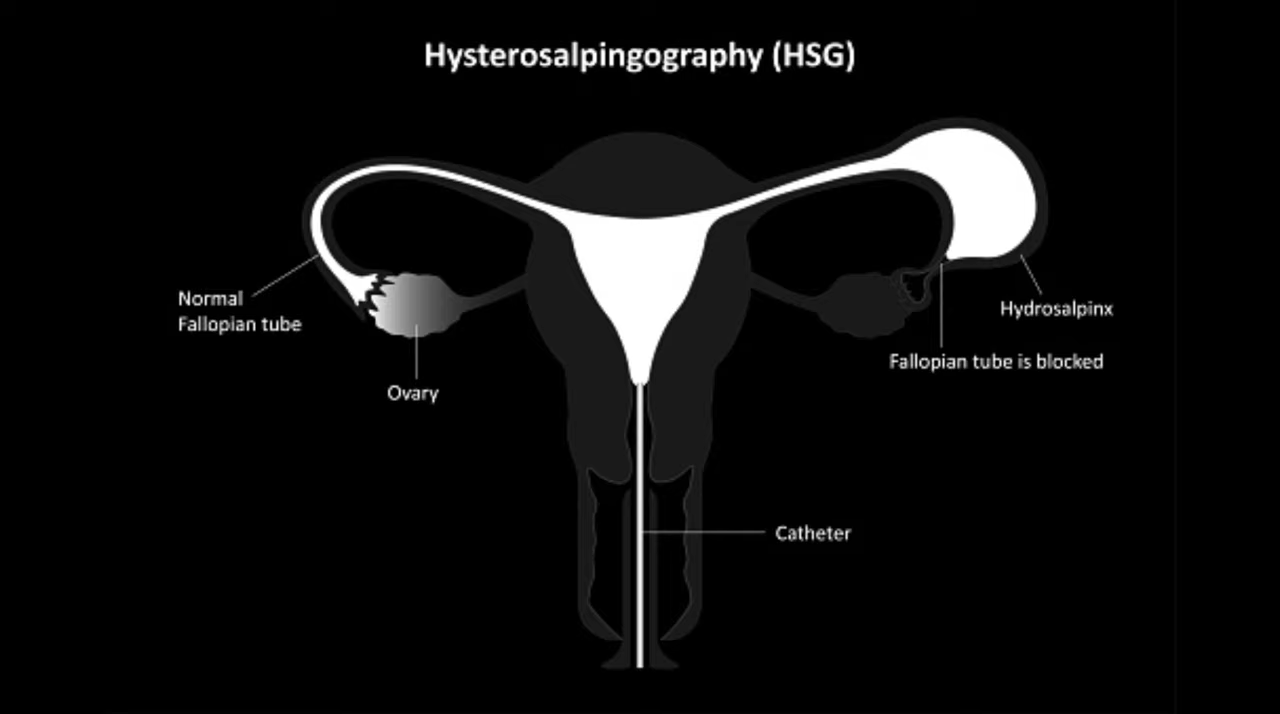 Hysterosalpingography (HSG)
Normal
Fallopian tube
Ovary
Hydrosalpinx
Fallopian tube is blocked
Catheter